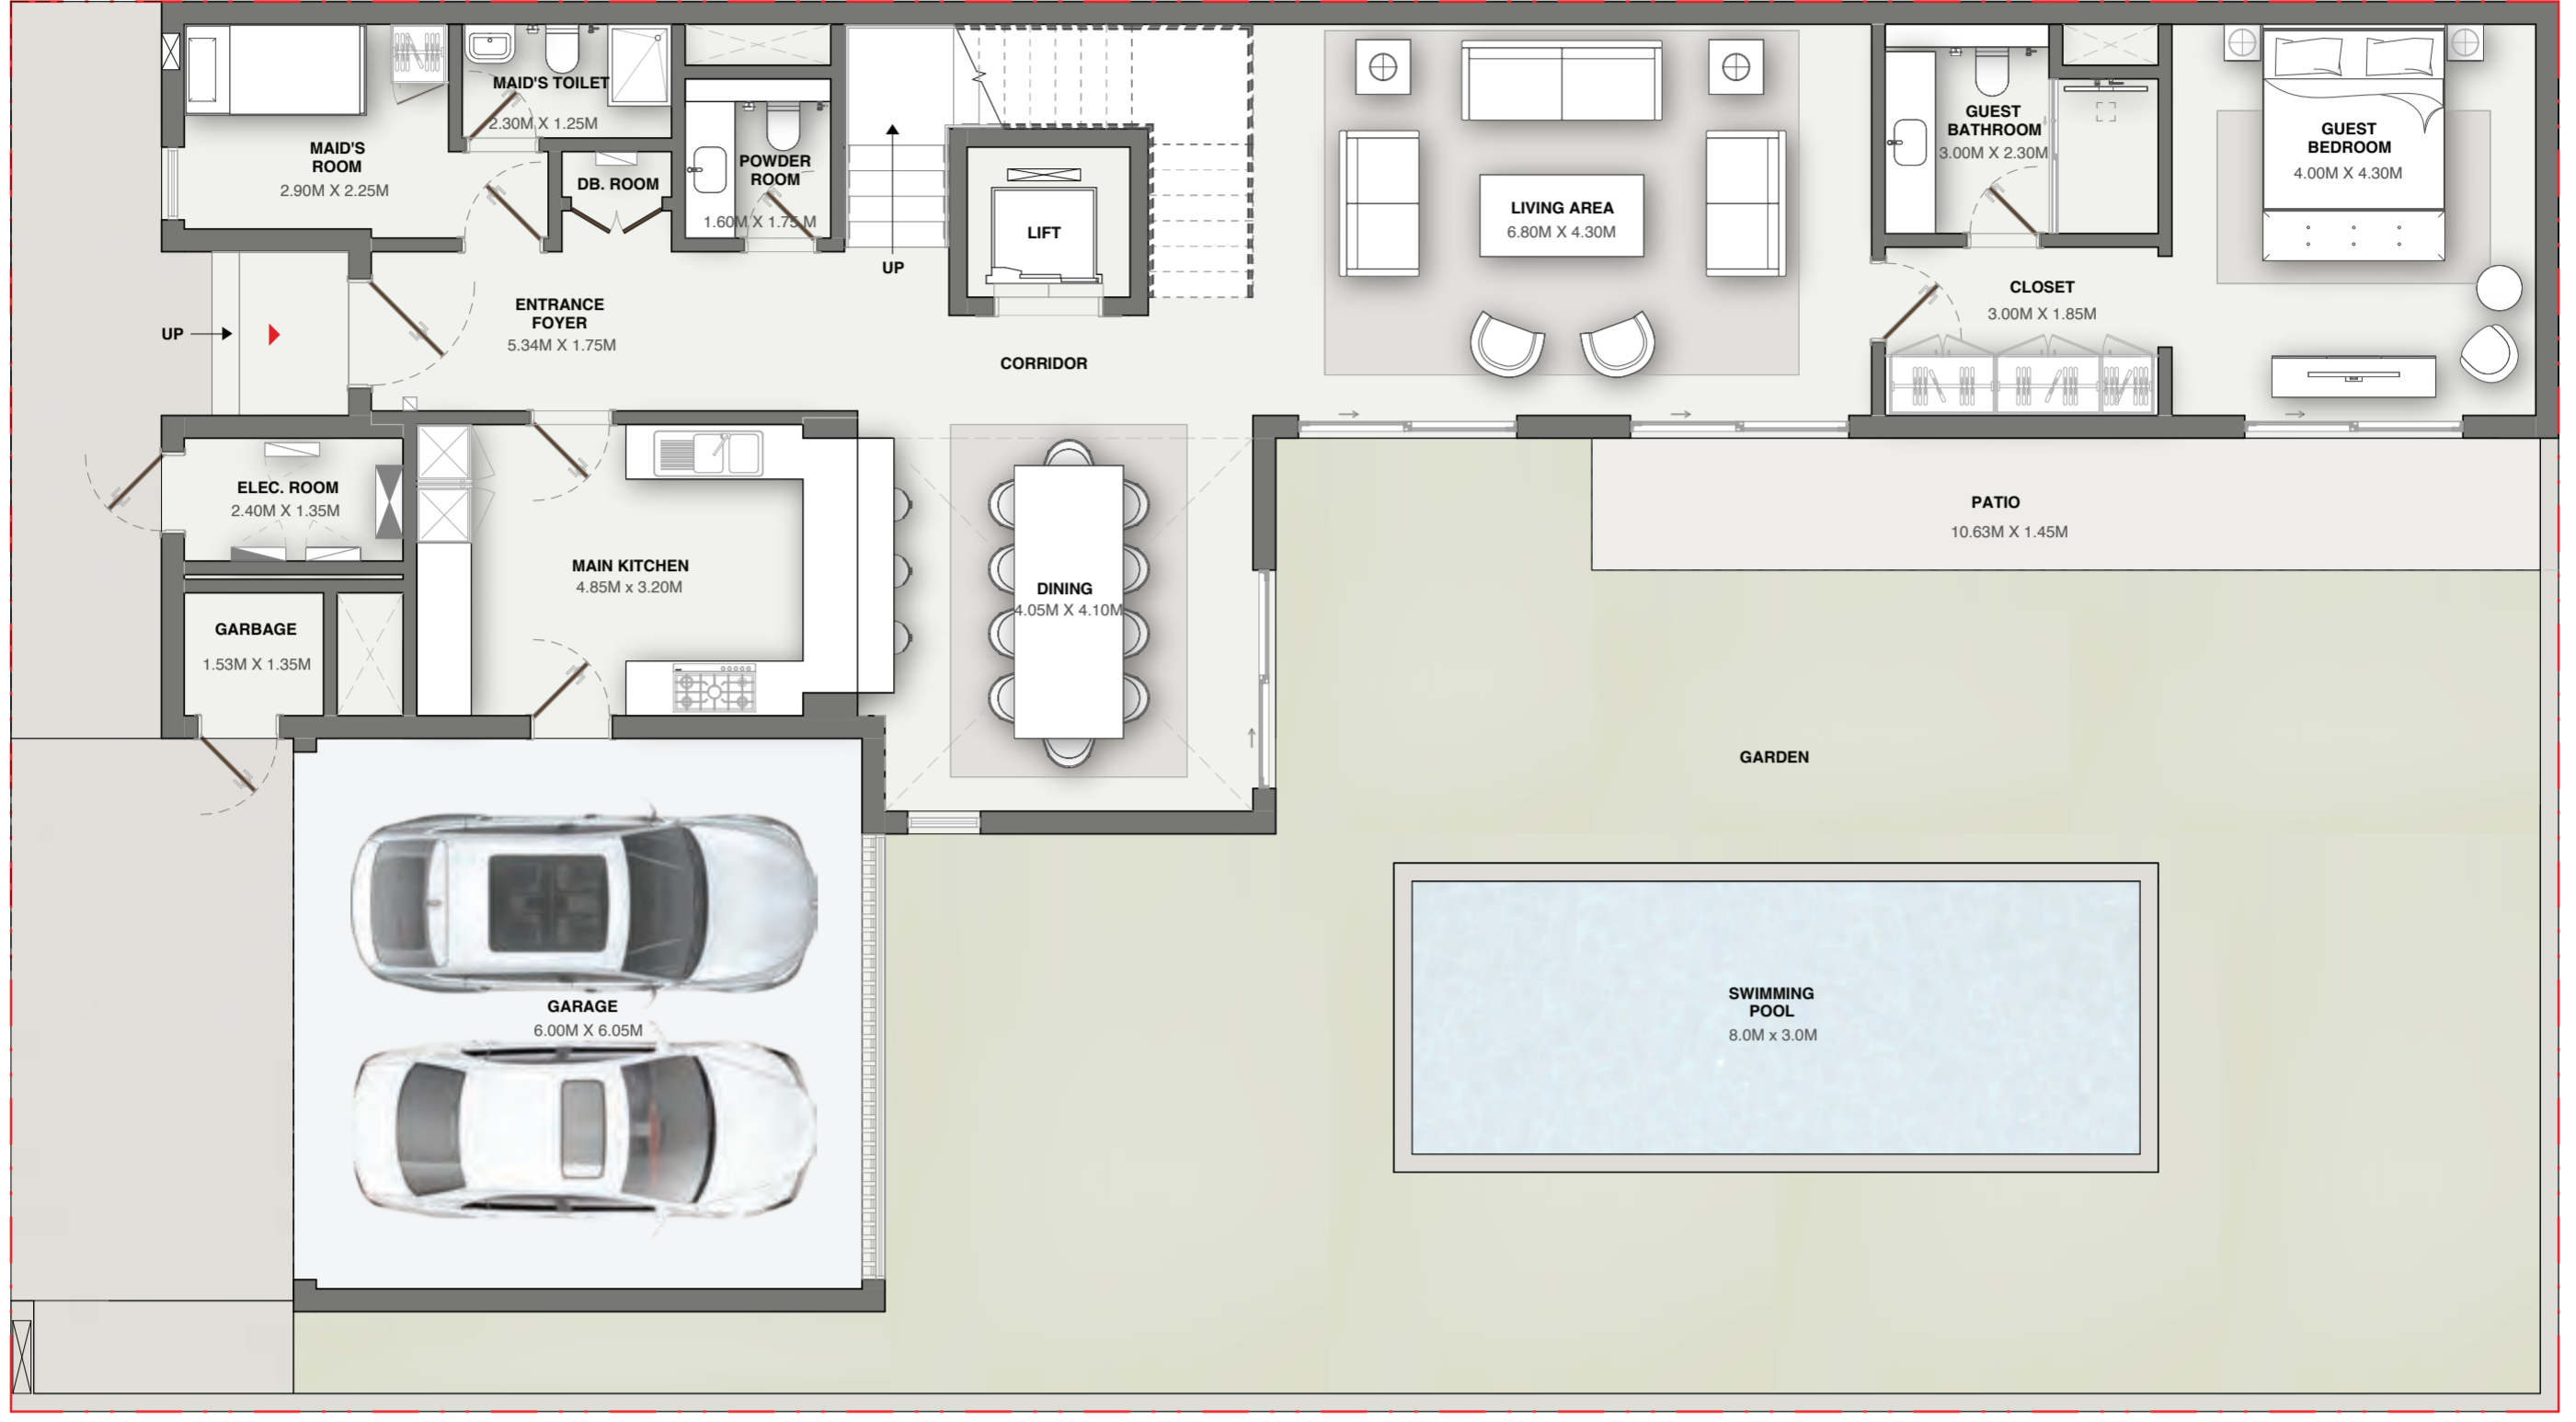 MAID'S TOILET
2.30M X 1.25M
MAID'S
ROOM
2.90M X 2.25M
DB. ROOM
POWDER
ROOM
1.60M X 1.75 M
UP
LIFT
LIVING AREA
6.80M X 4.30M
GUEST
BATHROOM
3.00M X 2.30M
GUEST
BEDROOM
4.00M X 4.30M
CLOSET
3.00M X 1.85M
UP
ENTRANCE
FOYER
5.34M X 1.75M
CORRIDOR
ELEC. ROOM
2.40M X 1.35M
MAIN KITCHEN
4.85M x 3.20M
DINING
4.05M X 4.10M
PATIO
10.63M X 1.45M
GARBAGE
1.53M X 1.35M
GARDEN
GARAGE
6.00M X 6.05M
SWIMMING
POOL
8.0M x 3.0M